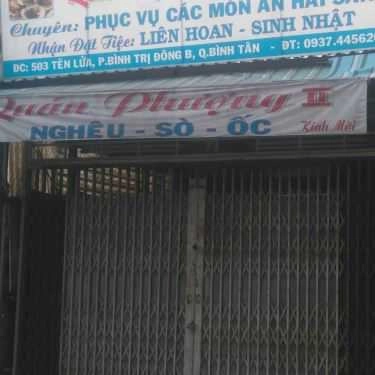 Chuyên: PHỤC VỤ CÁC MÓN ĂN HẢI
Nhận Đặt Tiệc: LIÊN HOAN - SINH NHẬT
ĐC: 503 TÊN LỬA, P.BÌNH TRỊ ĐÔNG B, Q.BÌNH TÂN - ĐT: 0937.44562
Quán Phượng II
NGHÊU - SÒ - ỐC Kính Mời